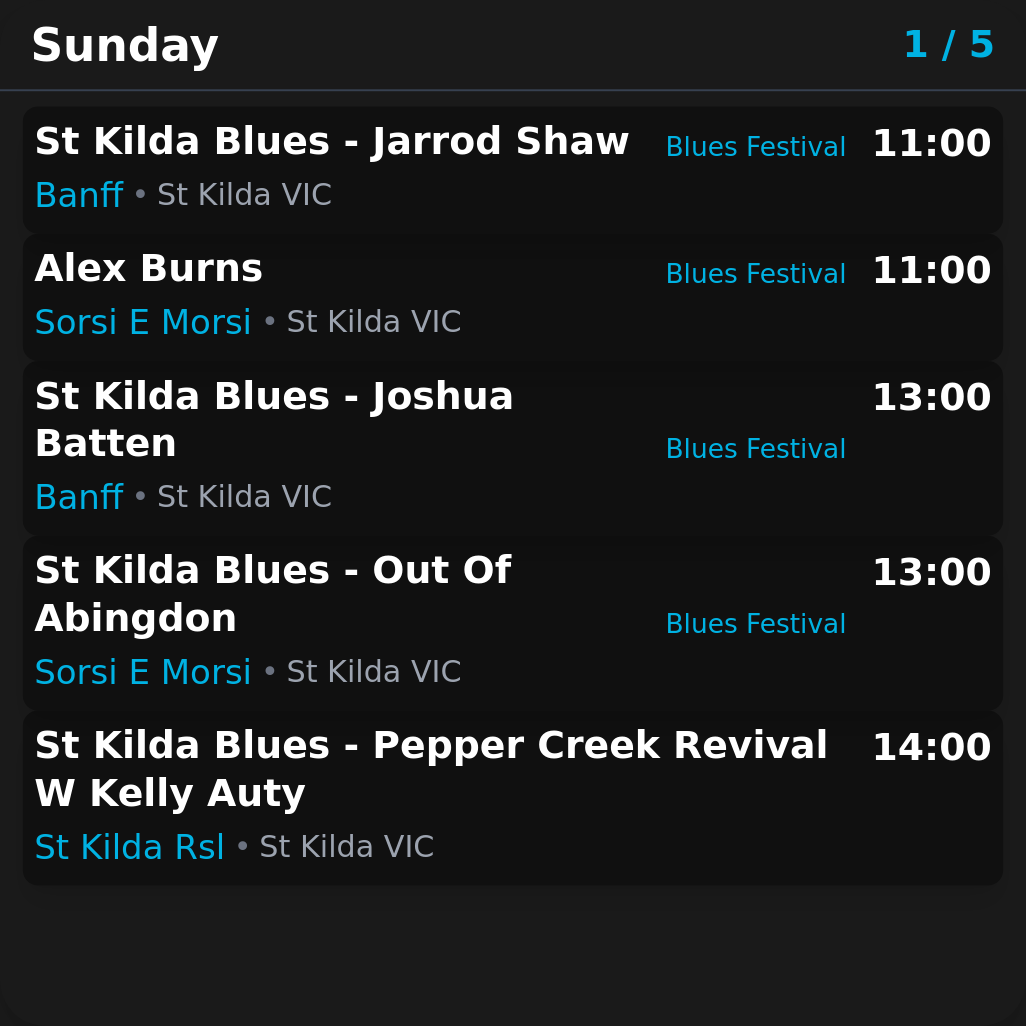 Sunday 1 / 5
St Kilda Blues - Jarrod Shaw Blues Festival 11:00
Banff • St Kilda VIC
Alex Burns Blues Festival 11:00
Sorsi E Morsi • St Kilda VIC
St Kilda Blues - Joshua 13:00
Batten Blues Festival
Banff • St Kilda VIC
St Kilda Blues - Out Of 13:00
Abingdon Blues Festival
Sorsi E Morsi • St Kilda VIC
St Kilda Blues - Pepper Creek Revival 14:00
W Kelly Auty
St Kilda Rsl • St Kilda VIC